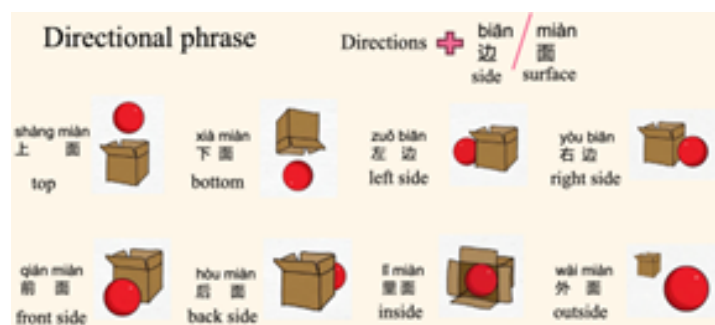 Directional phrase
Directions + biān 边 side / miàn 面 surface
shàng miàn
上 面
top
xià miàn
下 面
bottom
zuǒ biān
左 边
left side
yòu biān
右 边
right side
qián miàn
前 面
front side
hòu miàn
后 面
back side
lǐ miàn
里面
inside
wài miàn
外 面
outside